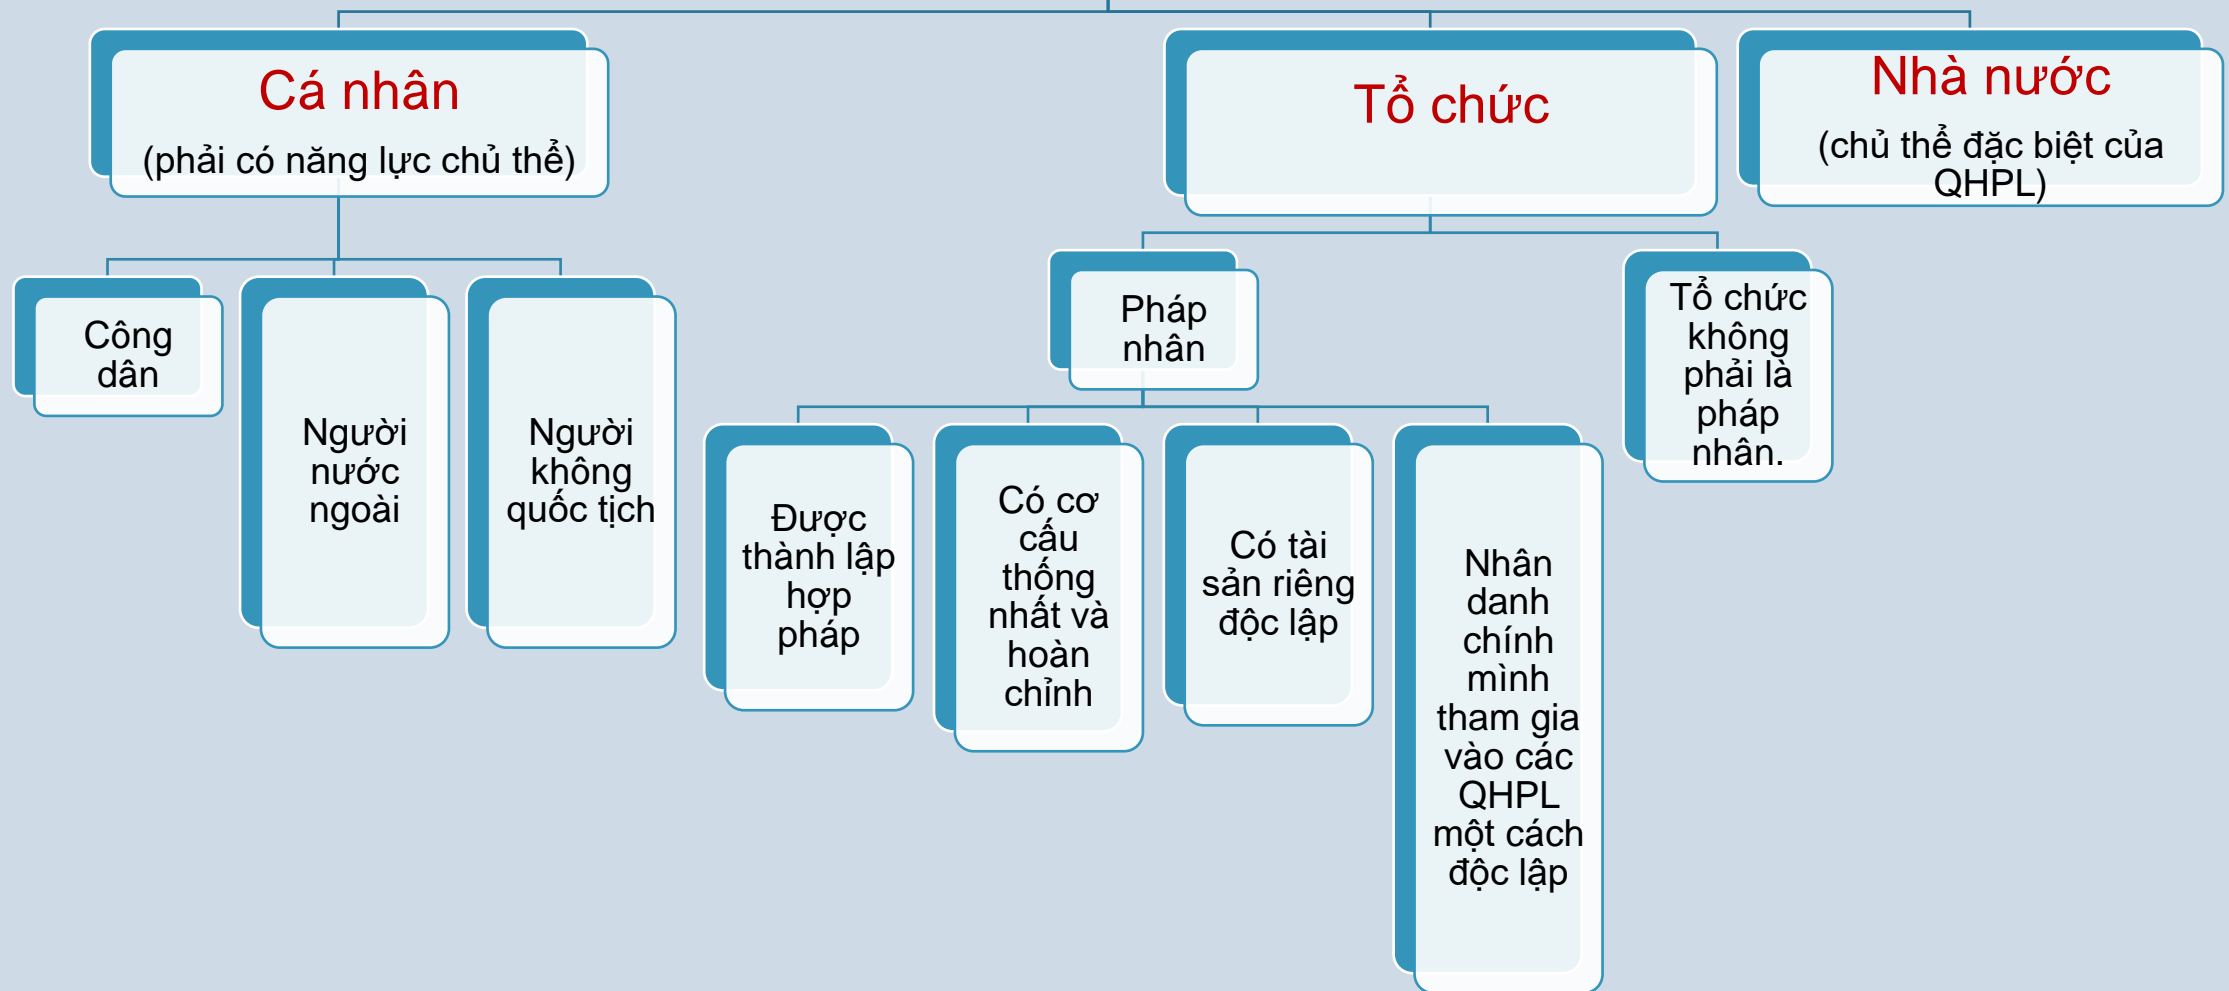 Cá nhân
(phải có năng lực chủ thể)
Tổ chức
Nhà nước
(chủ thể đặc biệt của
QHPL)
Công
dân
Người
nước
ngoài
Người
không
quốc tịch
Pháp
nhân
Được
thành lập
hợp
pháp
Có cơ
cấu
thống
nhất và
hoàn
chỉnh
Có tài
sản riêng
độc lập
Nhân
danh
chính
mình
tham gia
vào các
QHPL
một cách
độc lập
Tổ chức
không
phải là
pháp
nhân.